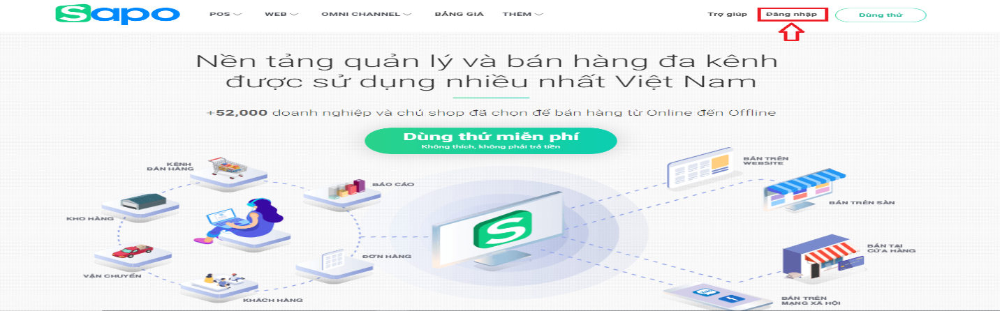 Sapo
POS
WEB
OMNI CHANNEL
BẢNG GIÁ
THÊM
Trợ giúp
Đăng nhập
Dùng thử
Nền tảng quản lý và bán hàng đa kênh
được sử dụng nhiều nhất Việt Nam
+52,000 doanh nghiệp và chủ shop đã chọn để bán hàng từ Online đến Offline
Dùng thử miễn phí
Không thích, không phải trả tiền
KÊNH
BÁN HÀNG
BÁO CÁO
KHO HÀNG
VẬN CHUYỂN
KHÁCH HÀNG
ĐƠN HÀNG
S
BÁN TRÊN
WEBSITE
BÁN TRÊN SÀN
BÁN TẠI
CỬA HÀNG
BÁN TRÊN
MẠNG XÃ HỘI